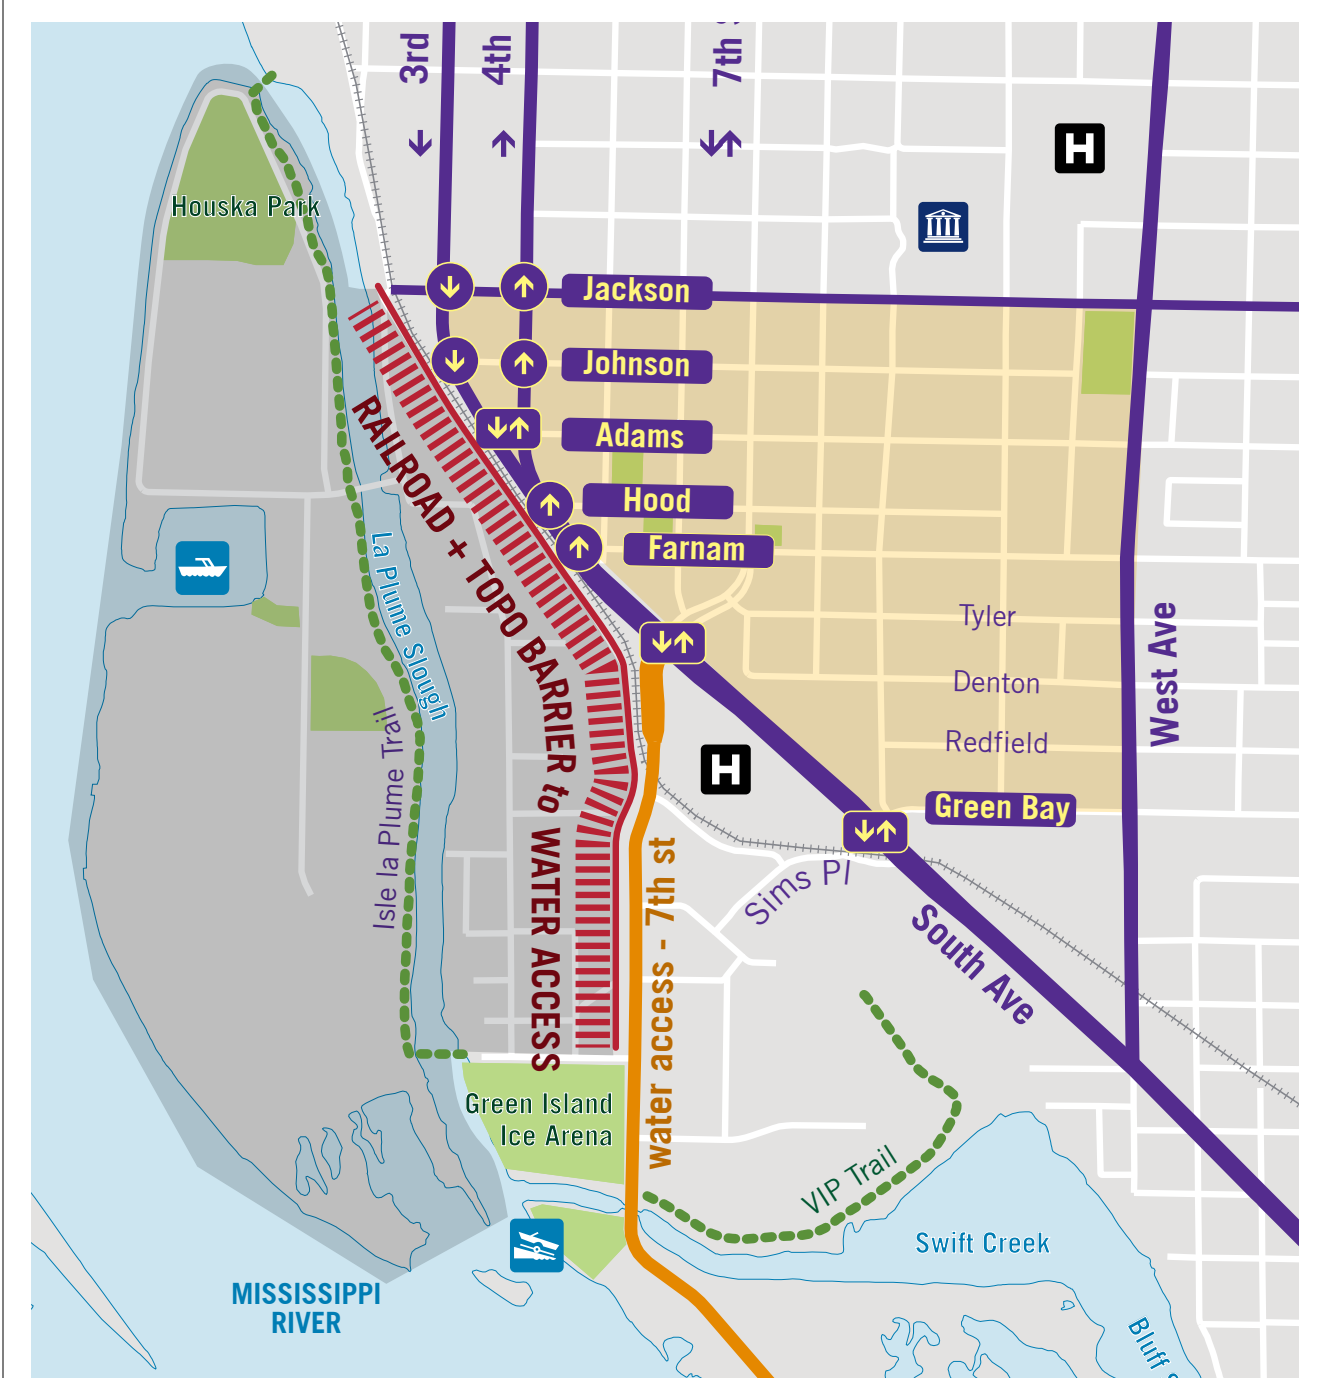 3rd
4th
7th
H
Houska Park
Jackson
Johnson
Adams
Hood
Farnam
RAILROAD + TOPO BARRIER to WATER ACCESS
La Plume Slough
Isle la Plume Trail
Tyler
Denton
Redfield
West Ave
H
Green Bay
Sims Pl
South Ave
water access - 7th st
Green Island
Ice Arena
VIP Trail
Swift Creek
MISSISSIPPI
RIVER
Bluff